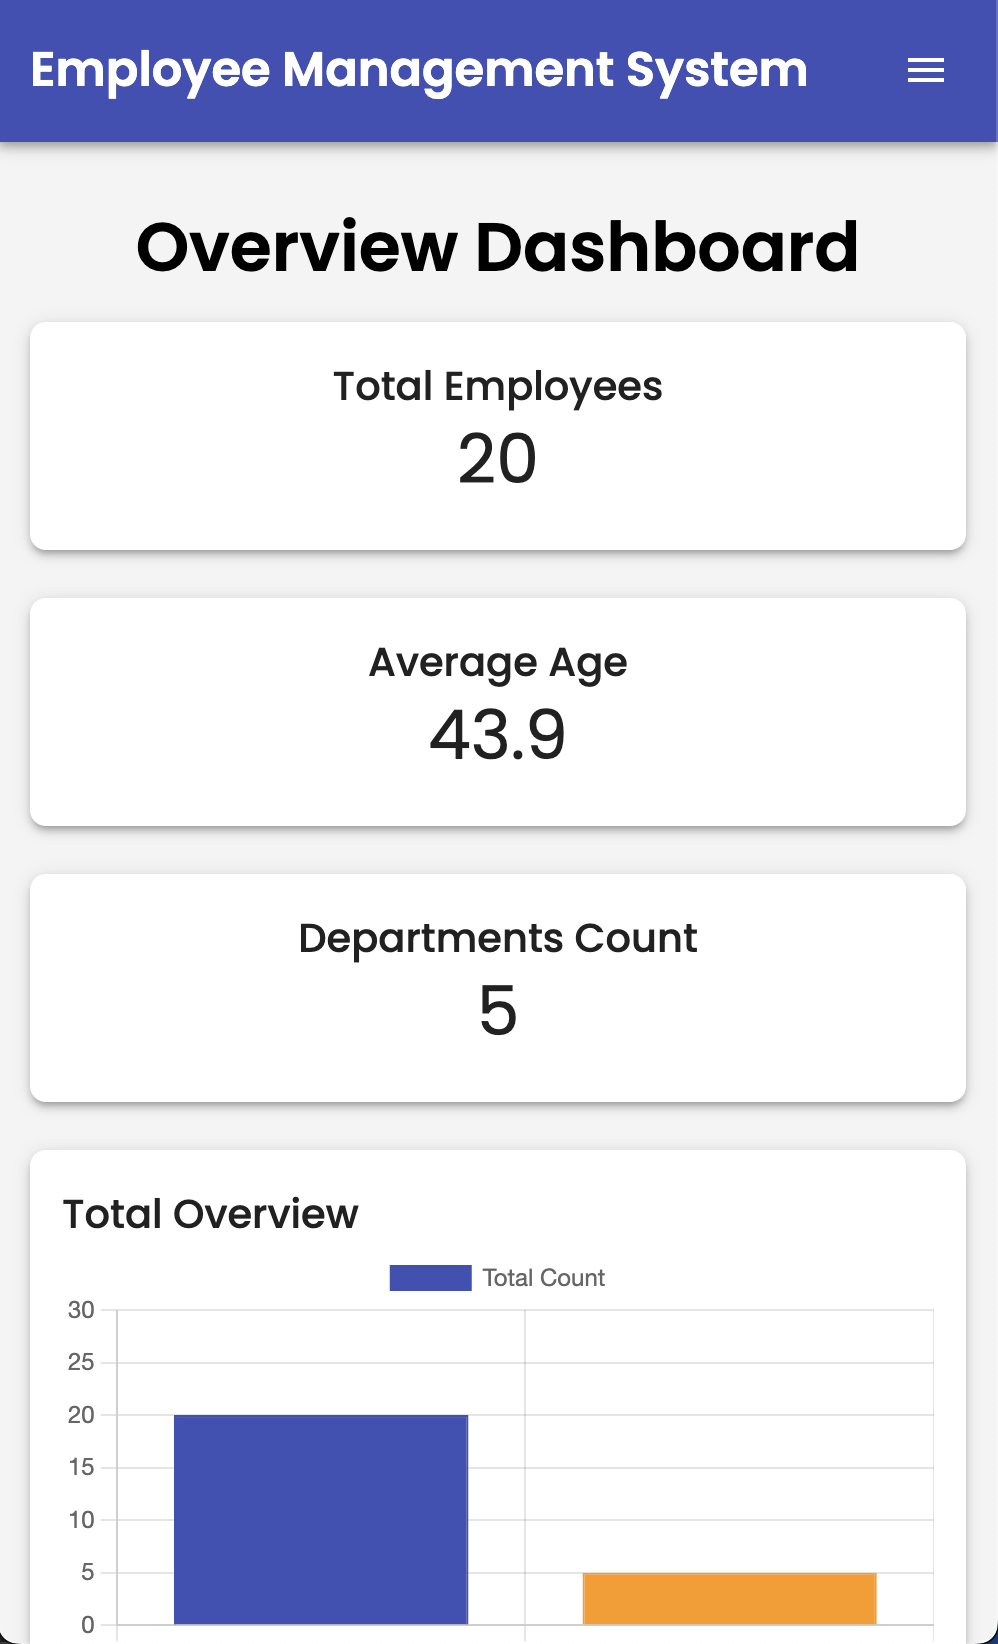 Employee Management System
Overview Dashboard
Total Employees
20
Average Age
43.9
Departments Count
5
Total Overview
Total Count
30
25
20
15
10
5
0